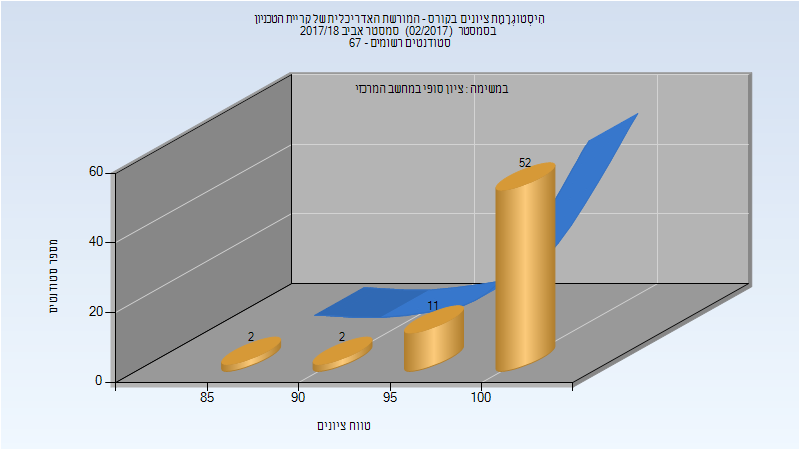 היסטוגרמת ציונים בקורס - המורשת האדריכלית של קריית הטכניון
בסמסטר (02/2017) סמסטר אביב 2017/18
סטודנטים רשומים - 67
במשימה : ציון סופי במחשב המרכזי
52
60
40
11
20
2
2
0
85
90
95
100
מספר סטודנטים
טווח ציונים